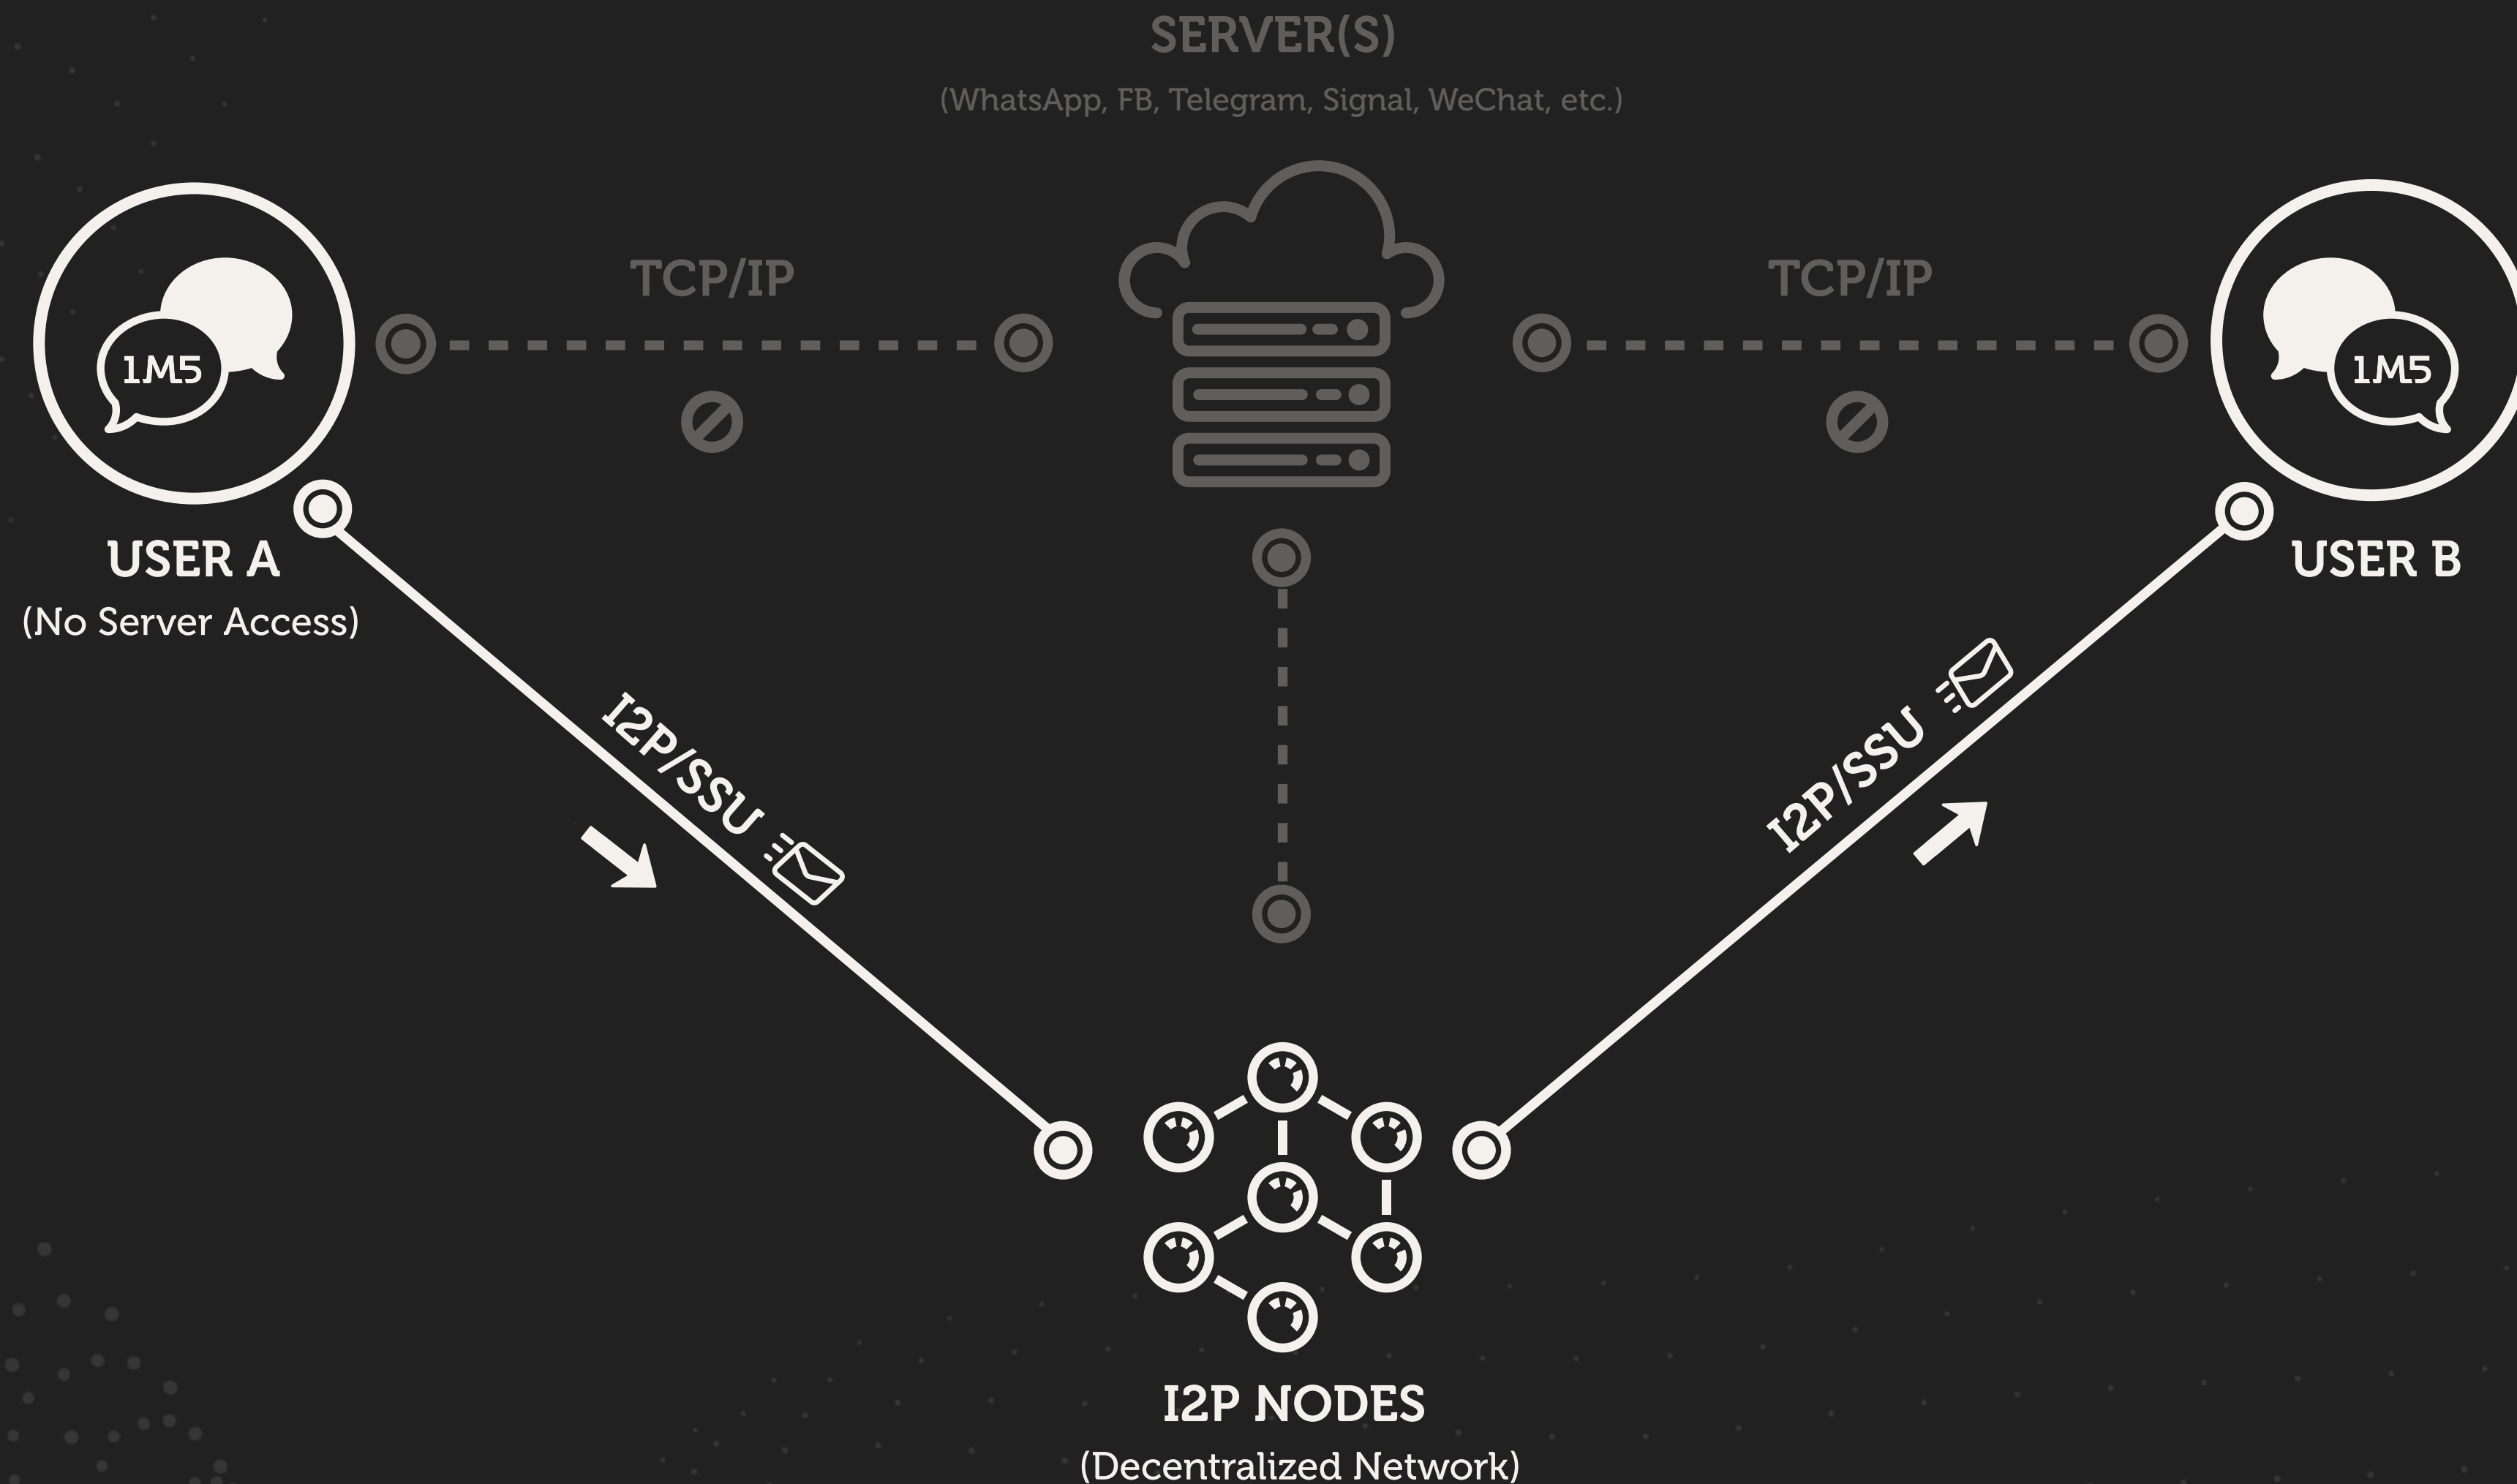 SERVER(S)
(WhatsApp, FB, Telegram, Signal, WeChat, etc.)
TCP/IP
TCP/IP
1M5
1M5
USER A
(No Server Access)
USER B
I2P/SSU
I2P/SSU
I2P NODES
(Decentralized Network)